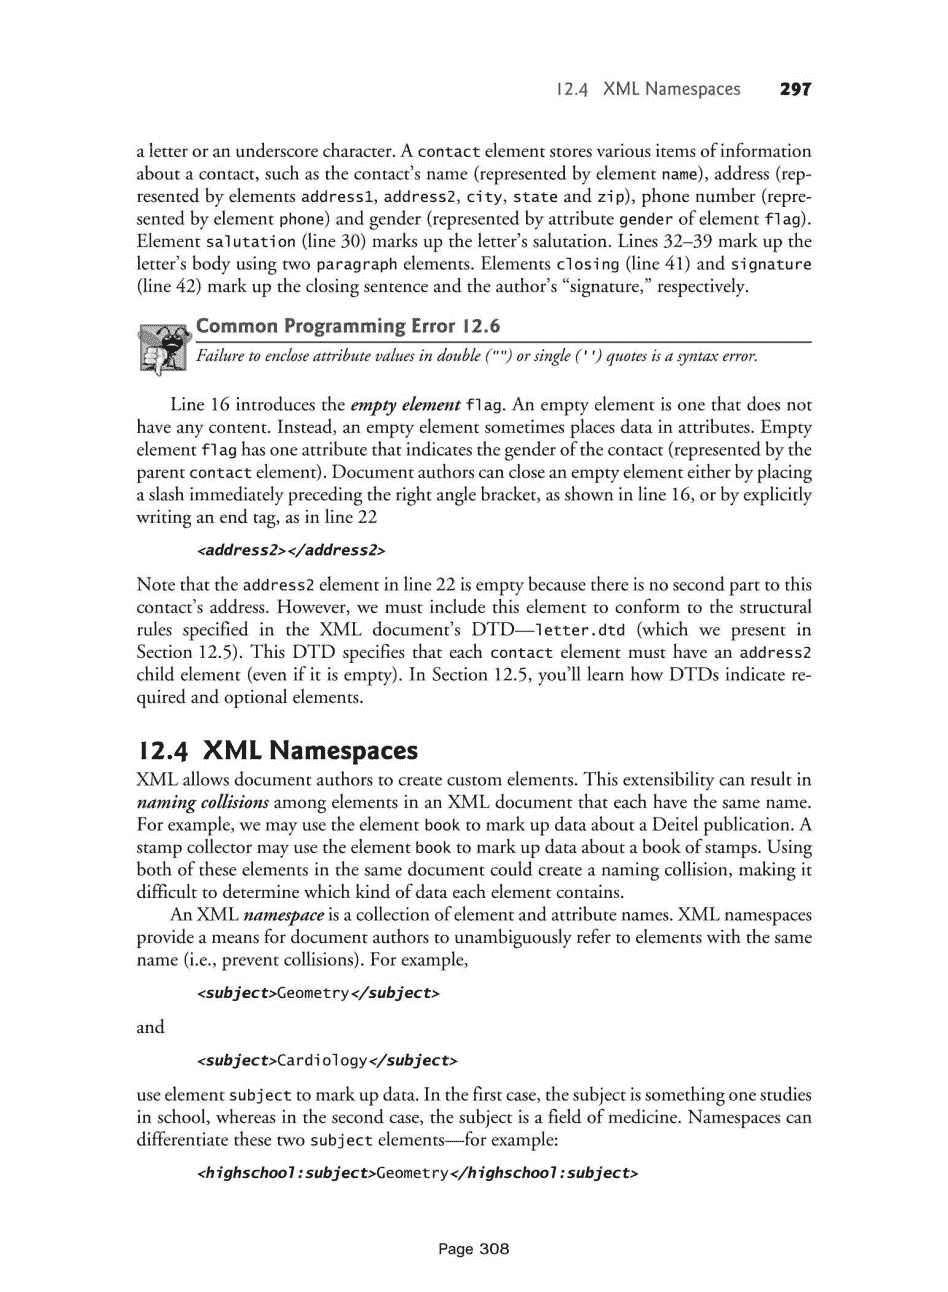 12.4 XML Namespaces 297
a letter or an underscore character. A contact element stores various items of information
about a contact, such as the contact's name (represented by element name), address (rep-
resented by elements address1, address2, city, state and zip), phone number (repre-
sented by element phone) and gender (represented by attribute gender of element flag).
Element salutation (line 30) marks up the letter's salutation. Lines 32–39 mark up the
letter's body using two paragraph elements. Elements closing (line 41) and signature
(line 42) mark up the closing sentence and the author's “signature,” respectively.
Common Programming Error 12.6
Failure to enclose attribute values in double ("") or single ('') quotes is a syntax error.
Line 16 introduces the empty element flag. An empty element is one that does not
have any content. Instead, an empty element sometimes places data in attributes. Empty
element flag has one attribute that indicates the gender of the contact (represented by the
parent contact element). Document authors can close an empty element either by placing
a slash immediately preceding the right angle bracket, as shown in line 16, or by explicitly
writing an end tag, as in line 22
<address2></address2>
Note that the address2 element in line 22 is empty because there is no second part to this
contact's address. However, we must include this element to conform to the structural
rules specified in the XML document's DTD—letter.dtd (which we present in
Section 12.5). This DTD specifies that each contact element must have an address2
child element (even if it is empty). In Section 12.5, you'll learn how DTDs indicate re-
quired and optional elements.
12.4 XML Namespaces
XML allows document authors to create custom elements. This extensibility can result in
naming collisions among elements in an XML document that each have the same name.
For example, we may use the element book to mark up data about a Deitel publication. A
stamp collector may use the element book to mark up data about a book of stamps. Using
both of these elements in the same document could create a naming collision, making it
difficult to determine which kind of data each element contains.
An XML namespace is a collection of element and attribute names. XML namespaces
provide a means for document authors to unambiguously refer to elements with the same
name (i.e., prevent collisions). For example,
<subject>Geometry</subject>
and
<subject>Cardiology</subject>
use element subject to mark up data. In the first case, the subject is something one studies
in school, whereas in the second case, the subject is a field of medicine. Namespaces can
differentiate these two subject elements—for example:
<highschool:subject>Geometry</highschool:subject>
Page 308